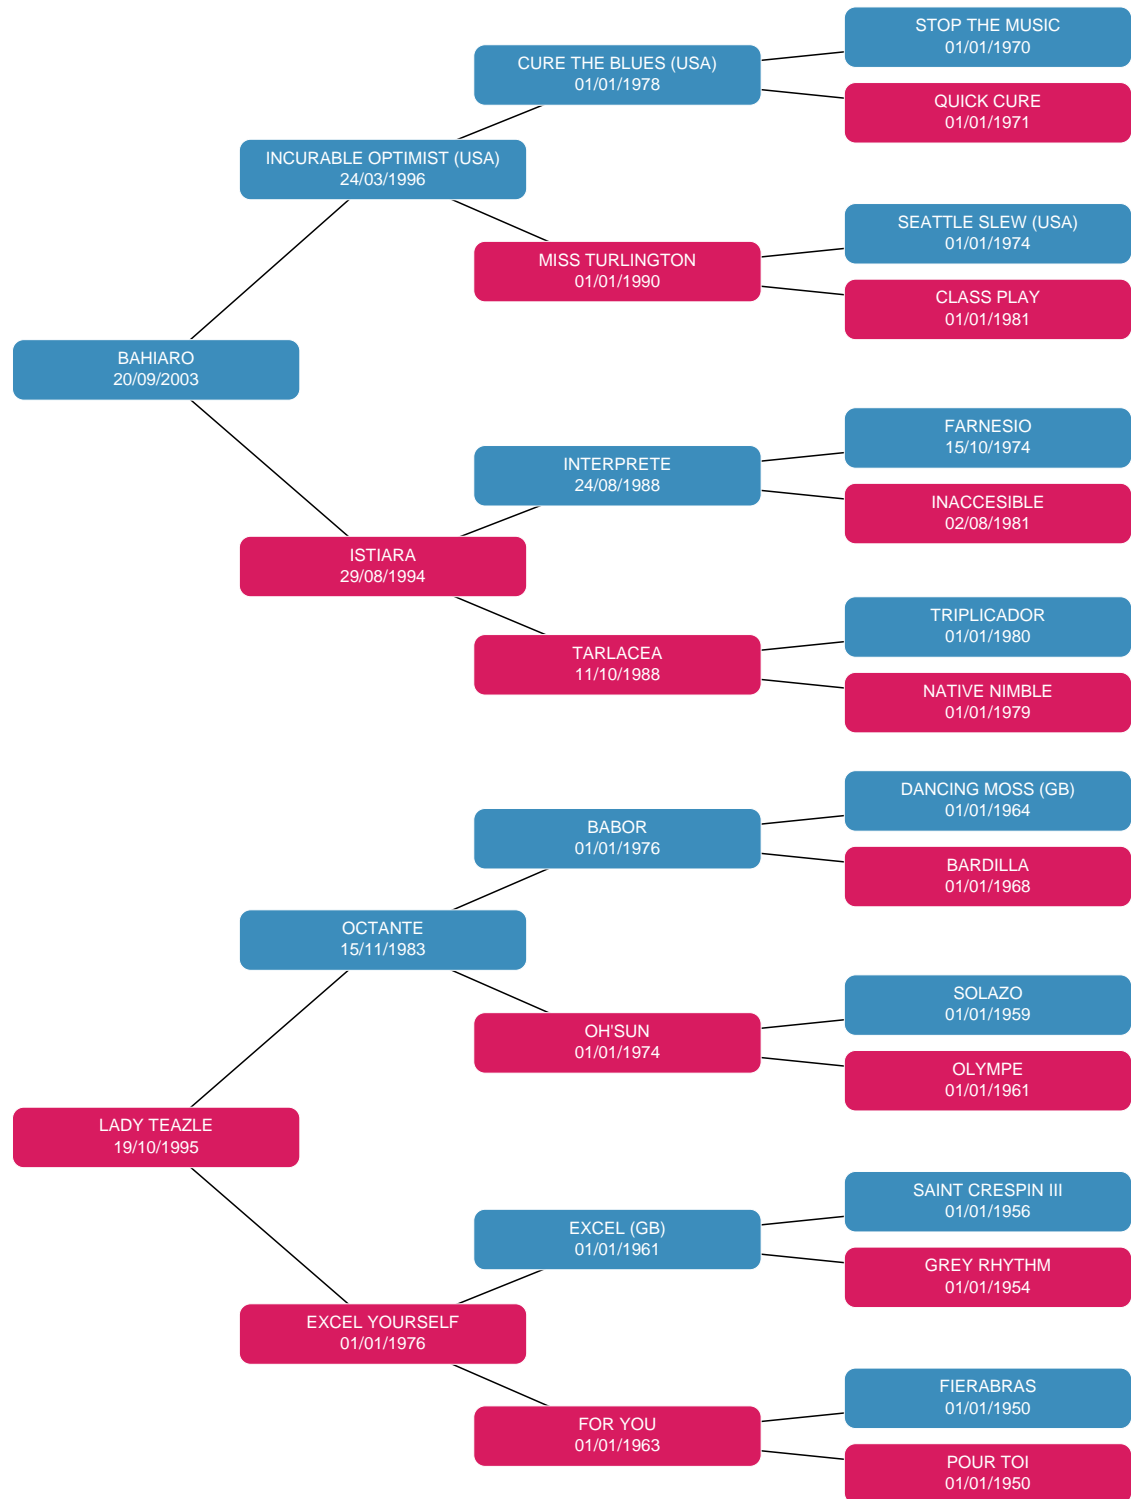 STOP THE MUSIC
01/01/1970
CURE THE BLUES (USA)
01/01/1978
QUICK CURE
01/01/1971
INCURABLE OPTIMIST (USA)
24/03/1996
SEATTLE SLEW (USA)
01/01/1974
MISS TURLINGTON
01/01/1990
CLASS PLAY
01/01/1981
BAHIARO
20/09/2003
FARNESIO
15/10/1974
INTERPRETE
24/08/1988
INACCESIBLE
02/08/1981
ISTIARA
29/08/1994
TRIPLICADOR
01/01/1980
TARLACEA
11/10/1988
NATIVE NIMBLE
01/01/1979
DANCING MOSS (GB)
01/01/1964
BABOR
01/01/1976
BARDILLA
01/01/1968
OCTANTE
15/11/1983
SOLAZO
01/01/1959
OH'SUN
01/01/1974
OLYMPE
01/01/1961
LADY TEAZLE
19/10/1995
SAINT CRESPIN III
01/01/1956
EXCEL (GB)
01/01/1961
GREY RHYTHM
01/01/1954
EXCEL YOURSELF
01/01/1976
FIERABRAS
01/01/1950
FOR YOU
01/01/1963
POUR TOI
01/01/1950